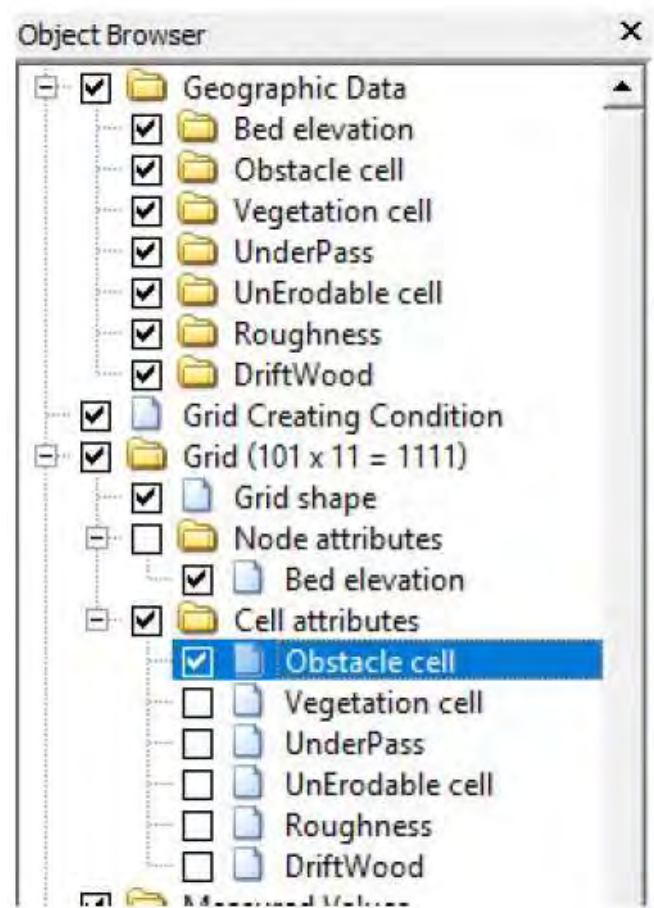 Object Browser
Geographic Data
Bed elevation
Obstacle cell
Vegetation cell
UnderPass
UnErodable cell
Roughness
DriftWood
Grid Creating Condition
Grid (101 x 11 = 1111)
Grid shape
Node attributes
Bed elevation
Cell attributes
Obstacle cell
Vegetation cell
UnderPass
UnErodable cell
Roughness
DriftWood
Measured Values